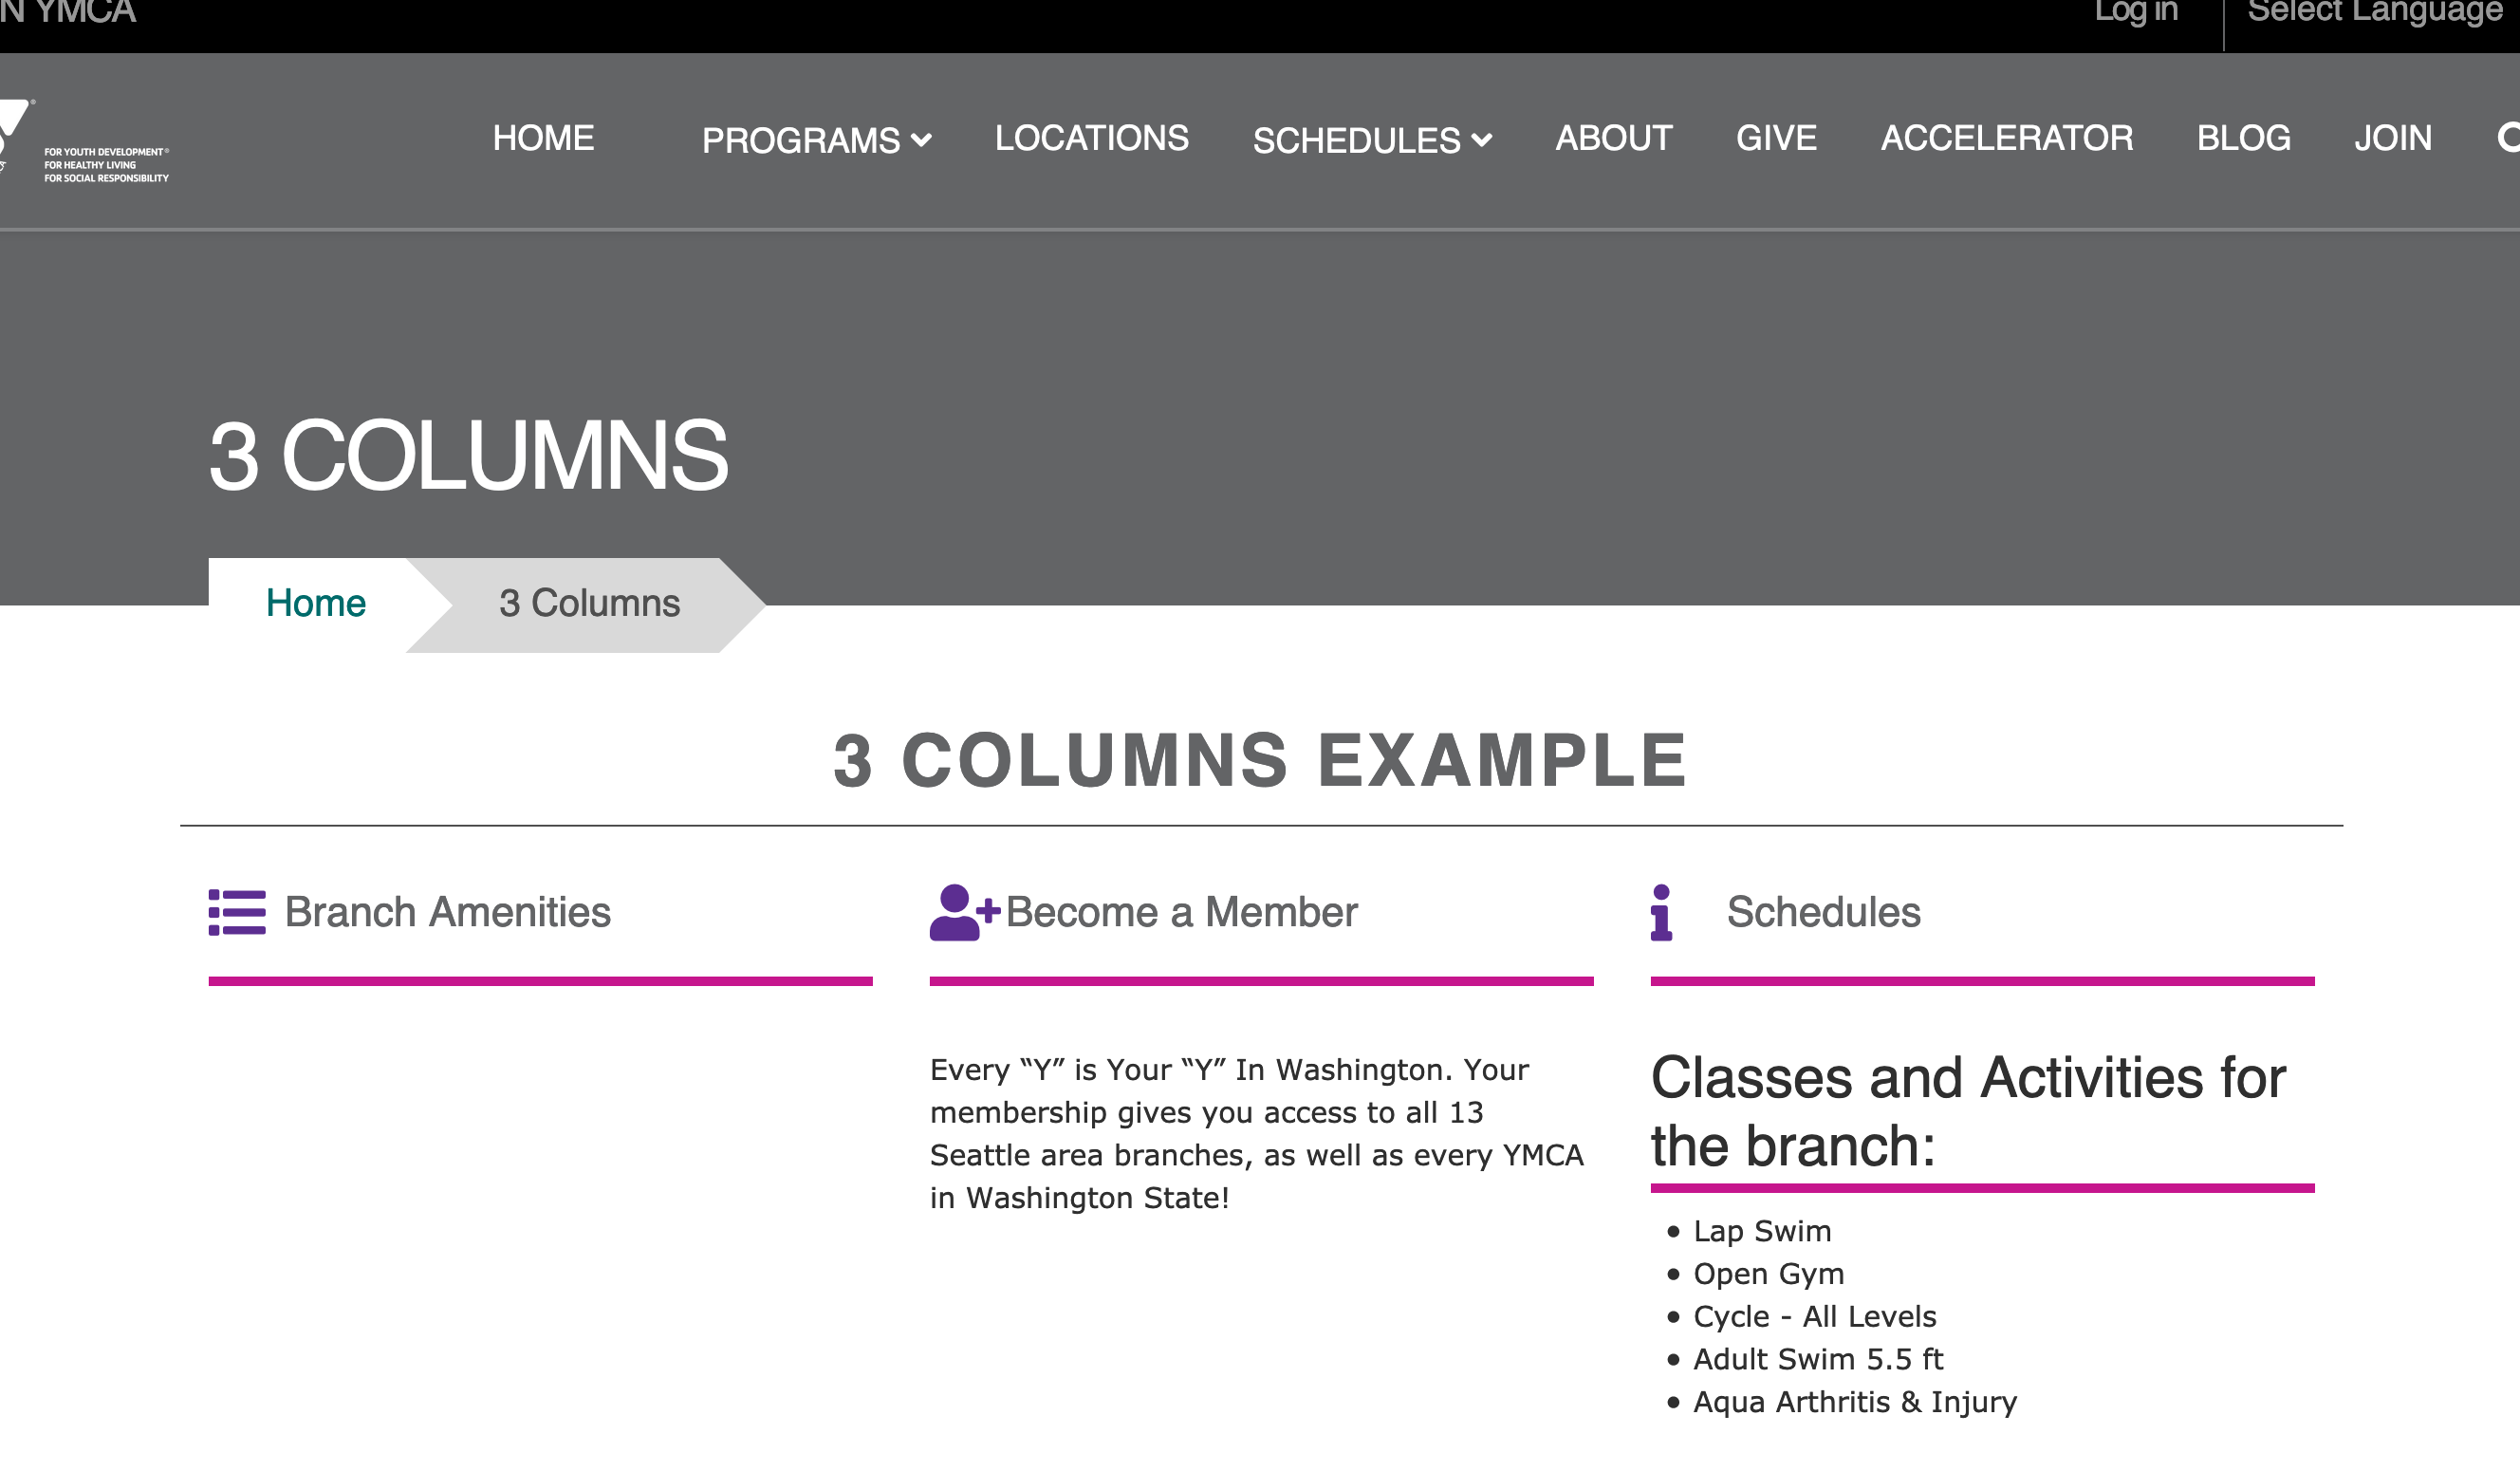 N YMCA
Log in
Select Language
FOR YOUTH DEVELOPMENT®
FOR HEALTHY LIVING
FOR SOCIAL RESPONSIBILITY
HOME
PROGRAMS
LOCATIONS
SCHEDULES
ABOUT
GIVE
ACCELERATOR
BLOG
JOIN
3 COLUMNS
Home
3 Columns
3 COLUMNS EXAMPLE
Branch Amenities
Become a Member
Every “Y” is Your “Y” In Washington. Your
membership gives you access to all 13
Seattle area branches, as well as every YMCA
in Washington State!
Schedules
Classes and Activities for
the branch:
• Lap Swim
• Open Gym
• Cycle - All Levels
• Adult Swim 5.5 ft
• Aqua Arthritis & Injury